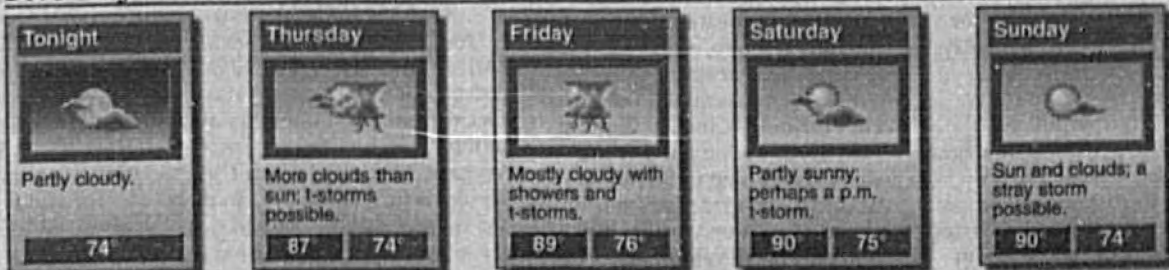 Tonight
Partly cloudy.
74°
Thursday
More clouds than
sun; t-storms
possible.
87 74°
Friday
Mostly cloudy with
showers and
t-storms.
89° 76°
Saturday
Partly sunny;
perhaps a p.m.
t-storm.
90° 75°
Sunday
Sun and clouds; a
stray storm
possible.
90° 74°